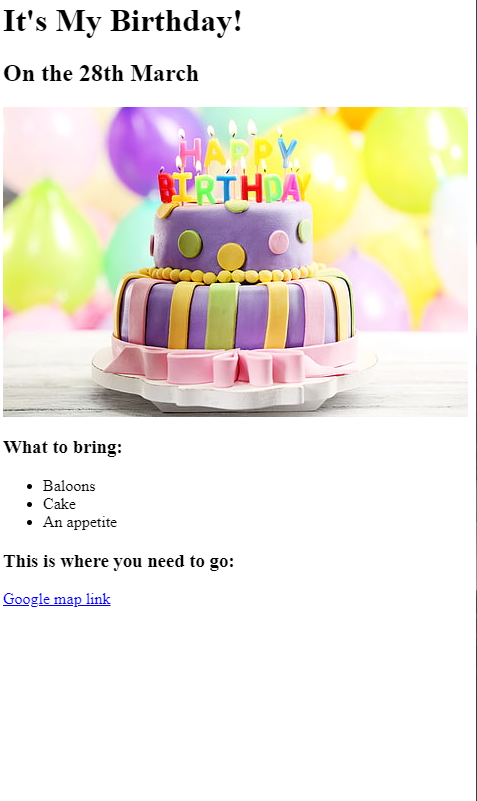 It's My Birthday!
On the 28th March
HAPPY
BIRTHDAY
What to bring:
Baloons
Cake
An appetite
This is where you need to go:
Google map link